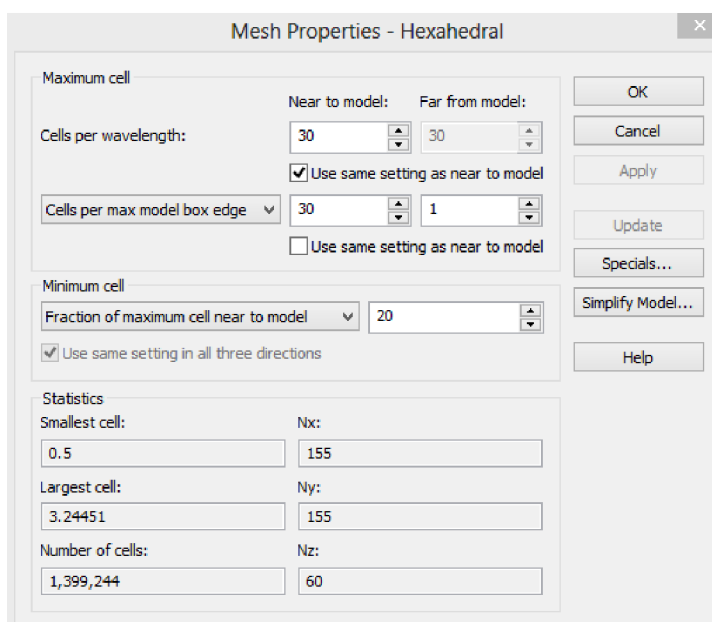 Mesh Properties - Hexahedral
Maximum cell
Near to model: Far from model:
Cells per wavelength: 30 30
Use same setting as near to model
Cells per max model box edge 30 1
Use same setting as near to model
Minimum cell
Fraction of maximum cell near to model 20
Use same setting in all three directions
Statistics
Smallest cell: Nx:
0.5 155
Largest cell: Ny:
3.24451 155
Number of cells: Nz:
1,399,244 60
OK
Cancel
Apply
Update
Specials...
Simplify Model...
Help